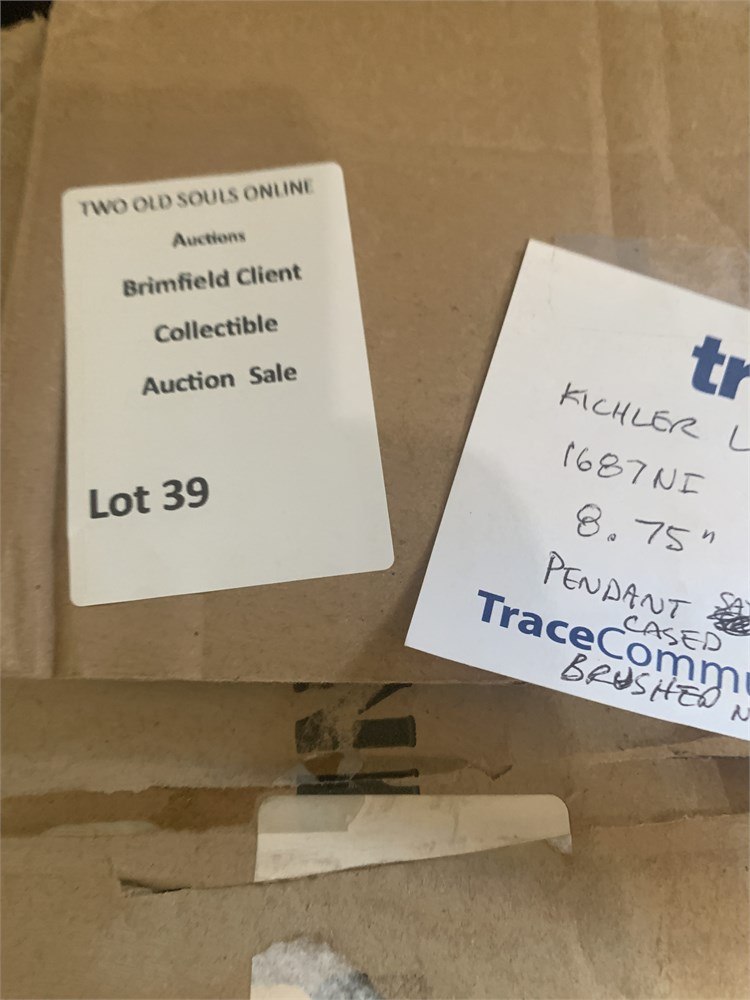 TWO OLD SOULS ONLINE
Auctions
Brimfield Client
Collectible
Auction Sale
Lot 39
tr
KICHLER L
1687NI
8.75"
PENDANT
CASED
TraceCommu
BRUSHED N